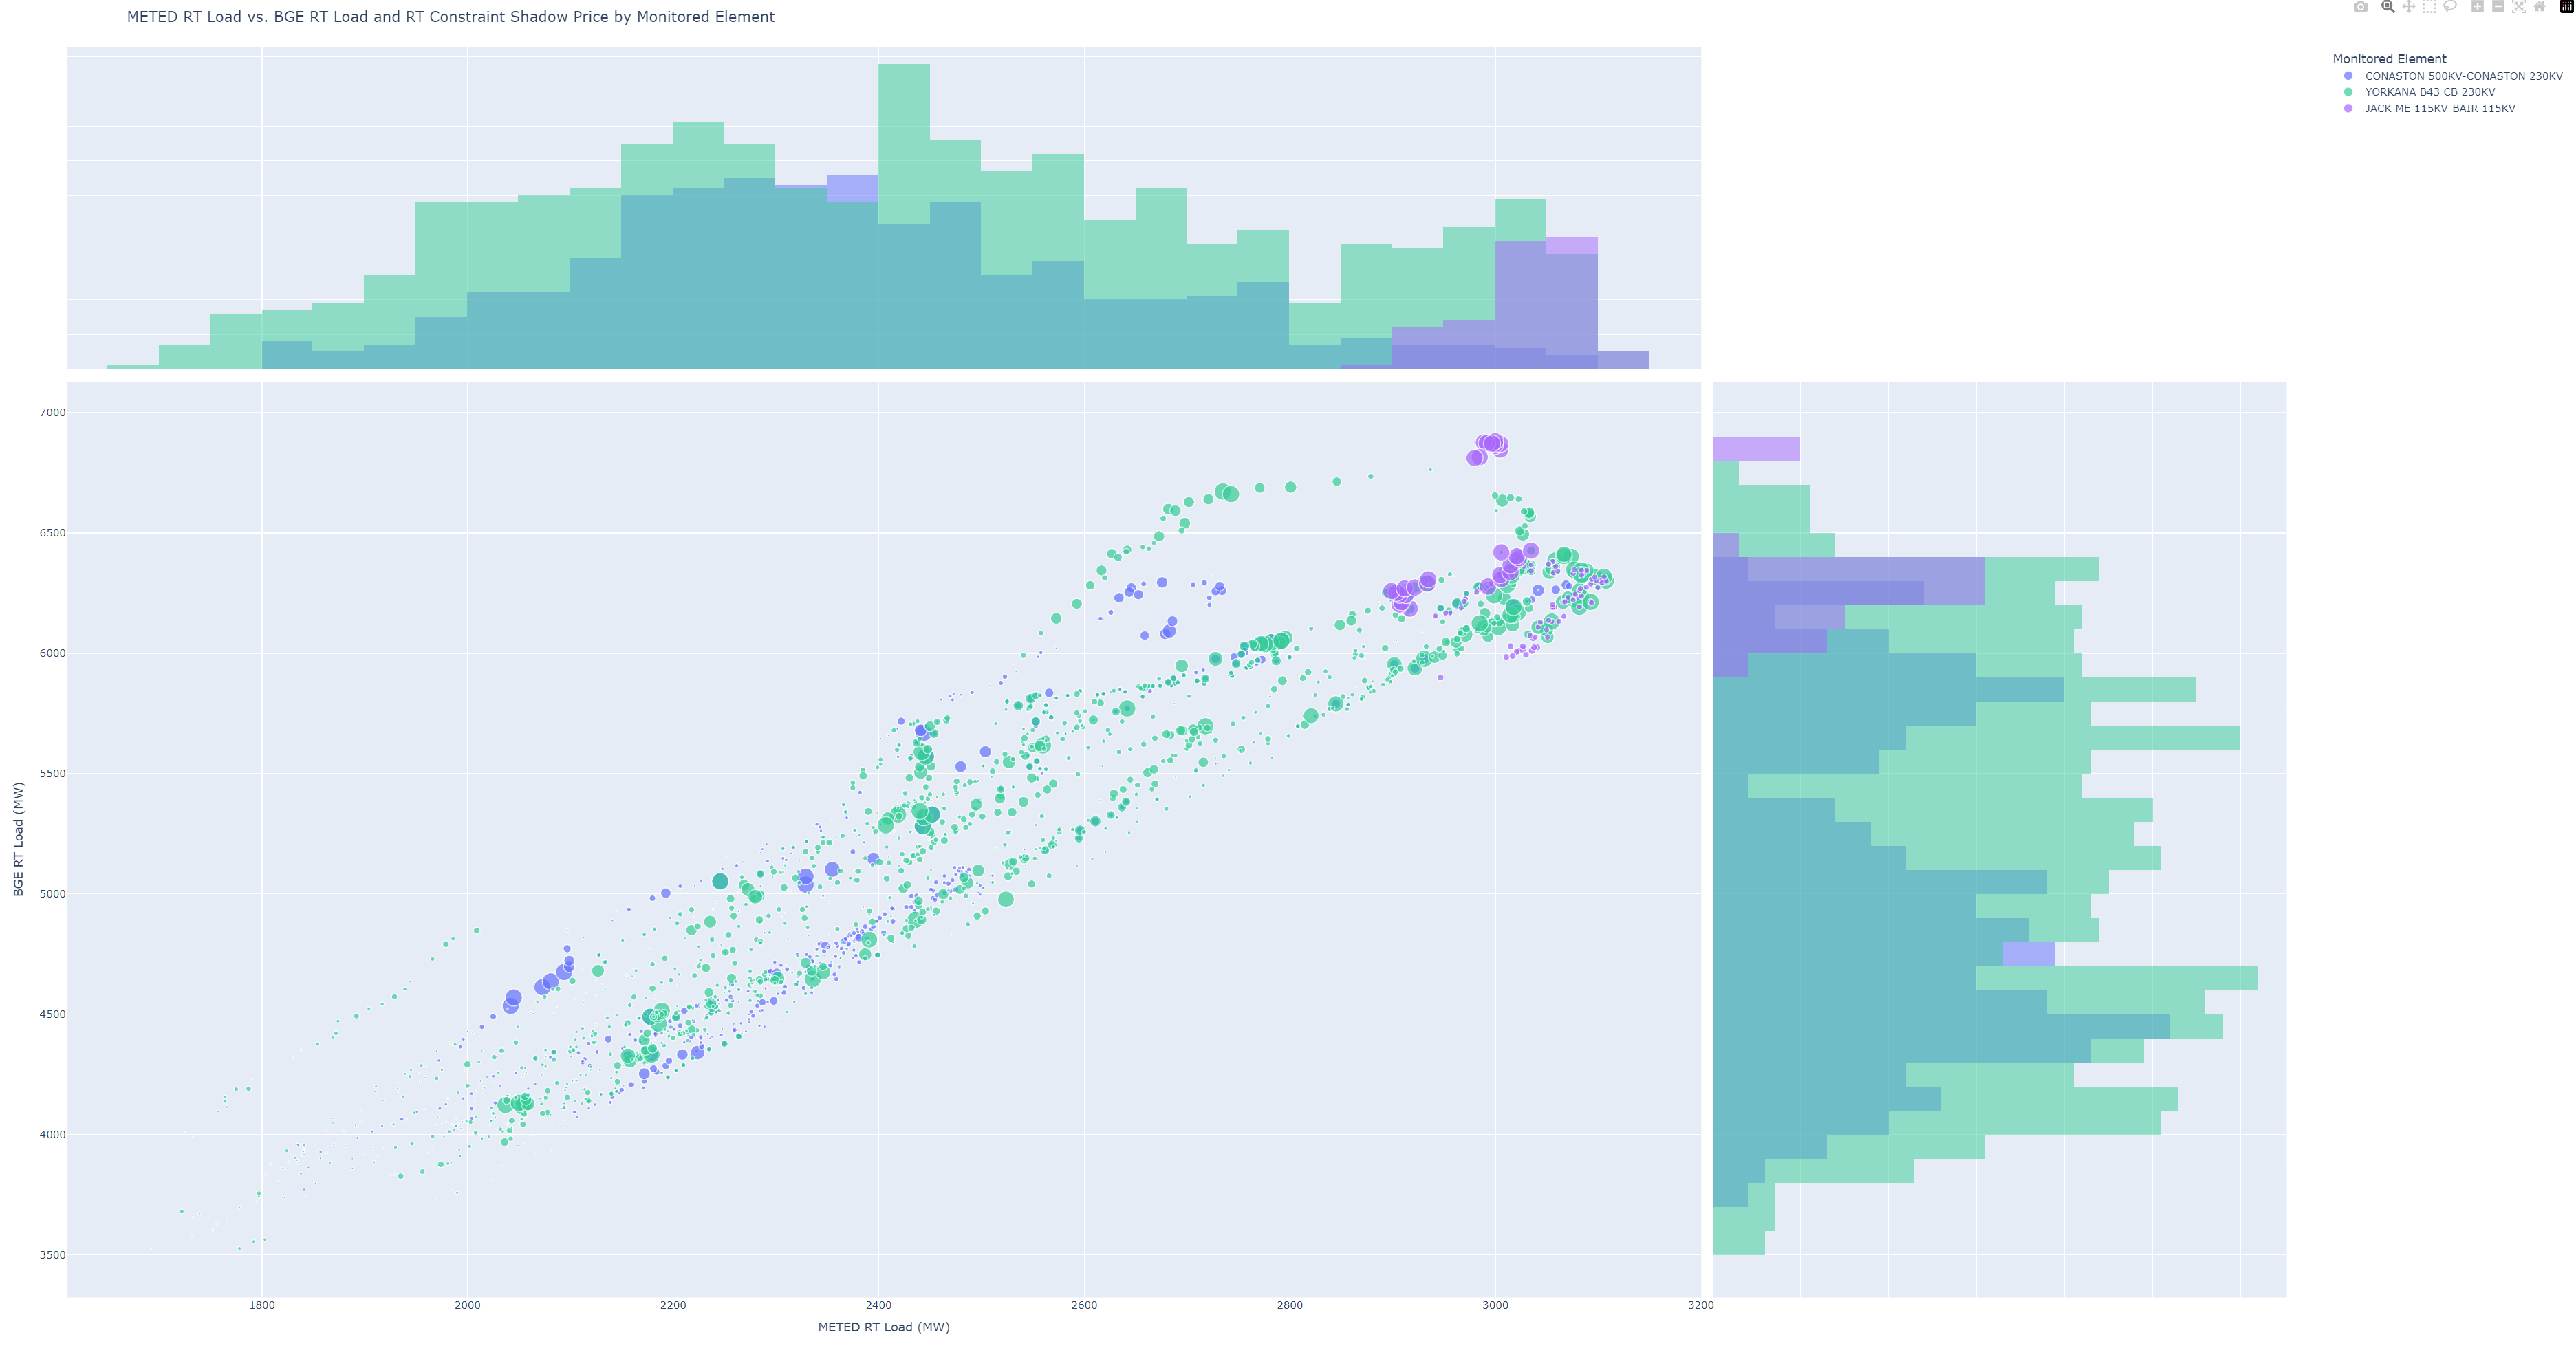 METED RT Load vs. BGE RT Load and RT Constraint Shadow Price by Monitored Element
Monitored Element
CONASTON 500KV-CONASTON 230KV
YORKANA B43 CB 230KV
JACK ME 115KV-BAIR 115KV
7000
6500
6000
5500
5000
4500
4000
3500
BGE RT Load (MW)
1800
2000
2200
2400
2600
2800
3000
3200
METED RT Load (MW)